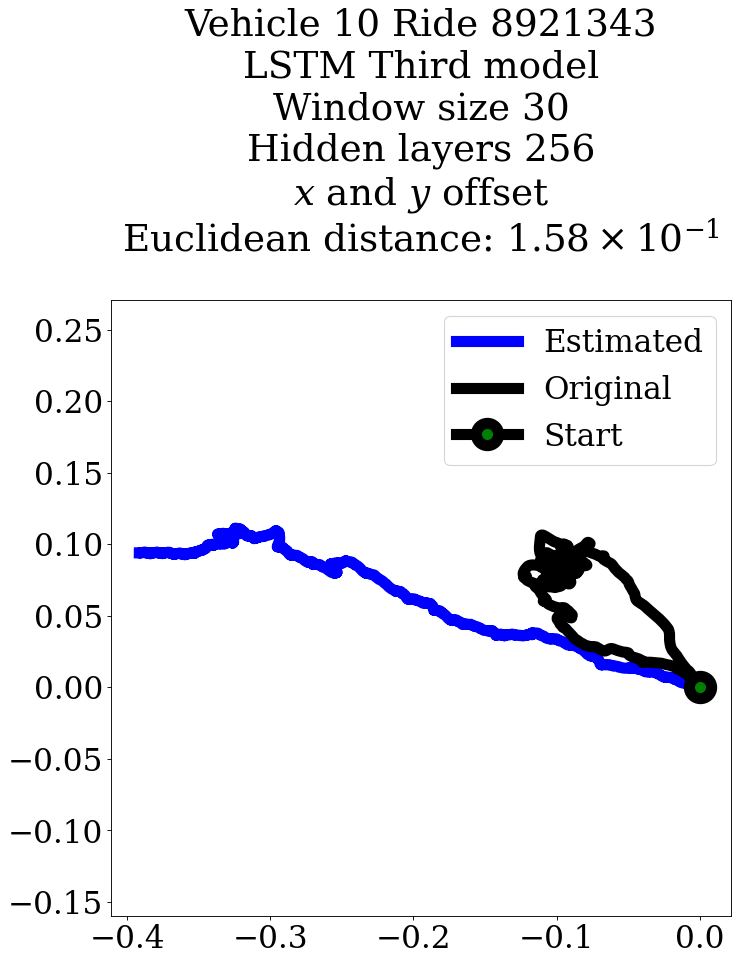 Vehicle 10 Ride 8921343
LSTM Third model
Window size 30
Hidden layers 256
x and y offset
Euclidean distance: 1.58 × 10⁻¹
Estimated
Original
Start
0.25
0.20
0.15
0.10
0.05
0.00
−0.05
−0.10
−0.15
−0.4 −0.3 −0.2 −0.1 0.0